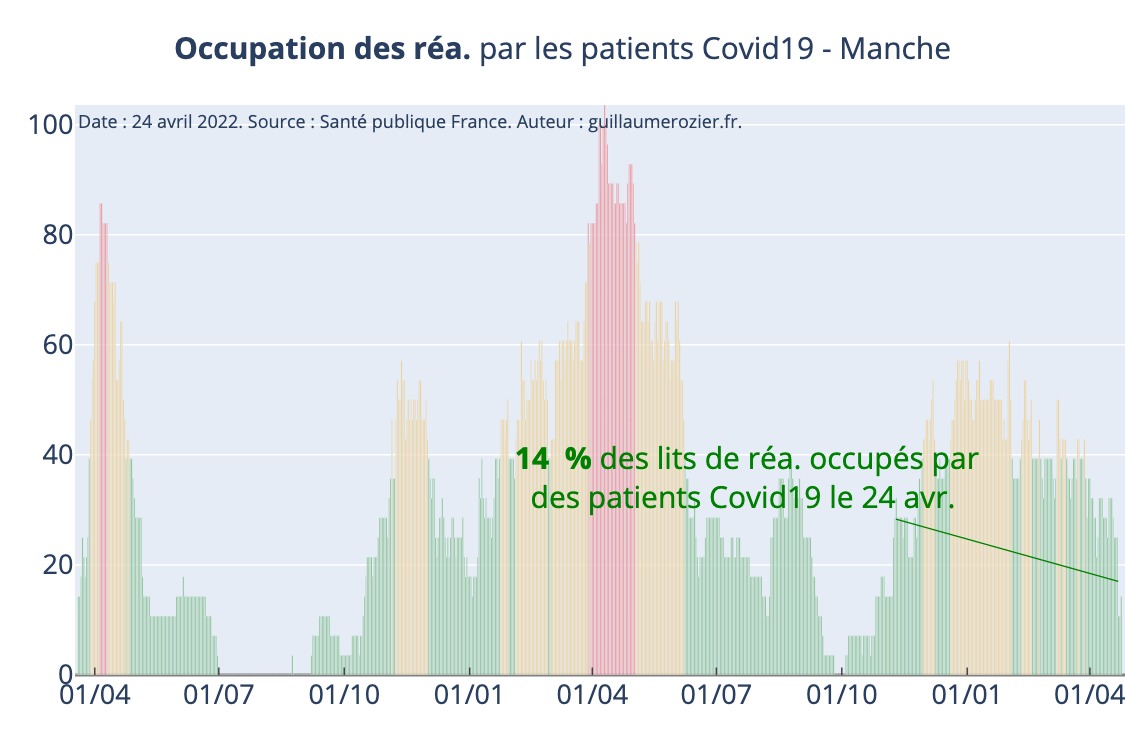 Occupation des réa. par les patients Covid19 - Manche
Date : 24 avril 2022. Source : Santé publique France. Auteur : guillaumerozier.fr.
100
80
60
40
20
0
14  % des lits de réa. occupés par
des patients Covid19 le 24 avr.
01/04 01/07 01/10 01/01 01/04 01/07 01/10 01/01 01/04